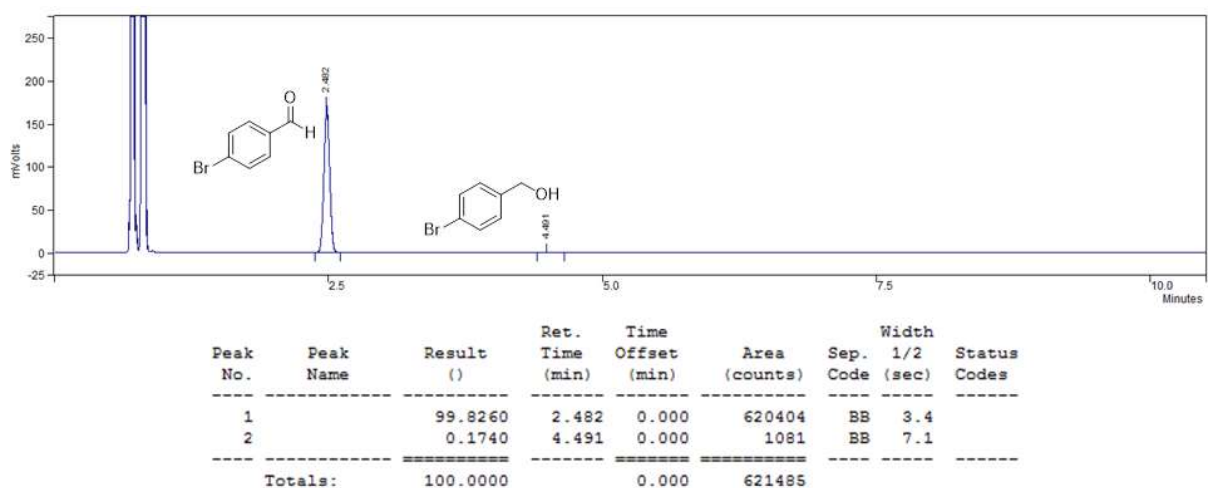 250
200
150
100
50
0
-25
mVolts
2.482
4.491
O
H
Br
OH
Br
2.5
5.0
7.5
10.0
Minutes
Ret. Time Width
Peak Peak Result Time Offset Area Sep. 1/2 Status
No. Name () (min) (min) (counts) Code (sec) Codes
---- ------------ ---------- ------- ------- ---------- ---- ----- ------
1 99.8260 2.482 0.000 620404 BB 3.4
2 0.1740 4.491 0.000 1081 BB 7.1
---- ------------ ========== ------- ======= ========== ---- ----- ------
Totals: 100.0000 0.000 621485